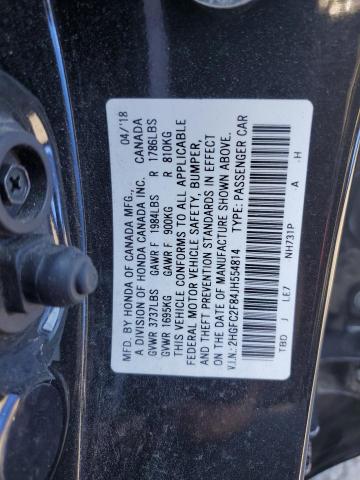 MFD. BY HONDA OF CANADA MFG. 04/18
A DIVISION OF HONDA CANADA INC. CANADA
GVWR 3737LBS GAWR F 1984LBS R 1786LBS
GVWR 1695KG GAWR F 900KG R 810KG
THIS VEHICLE CONFORMS TO ALL APPLICABLE
FEDERAL MOTOR VEHICLE SAFETY, BUMPER,
AND THEFT PREVENTION STANDARDS IN EFFECT
ON THE DATE OF MANUFACTURE SHOWN ABOVE.
V.I.N.: 2HGFC2F84JH554814 TYPE: PASSENGER CAR
TBD J LE7 NH731P A -H